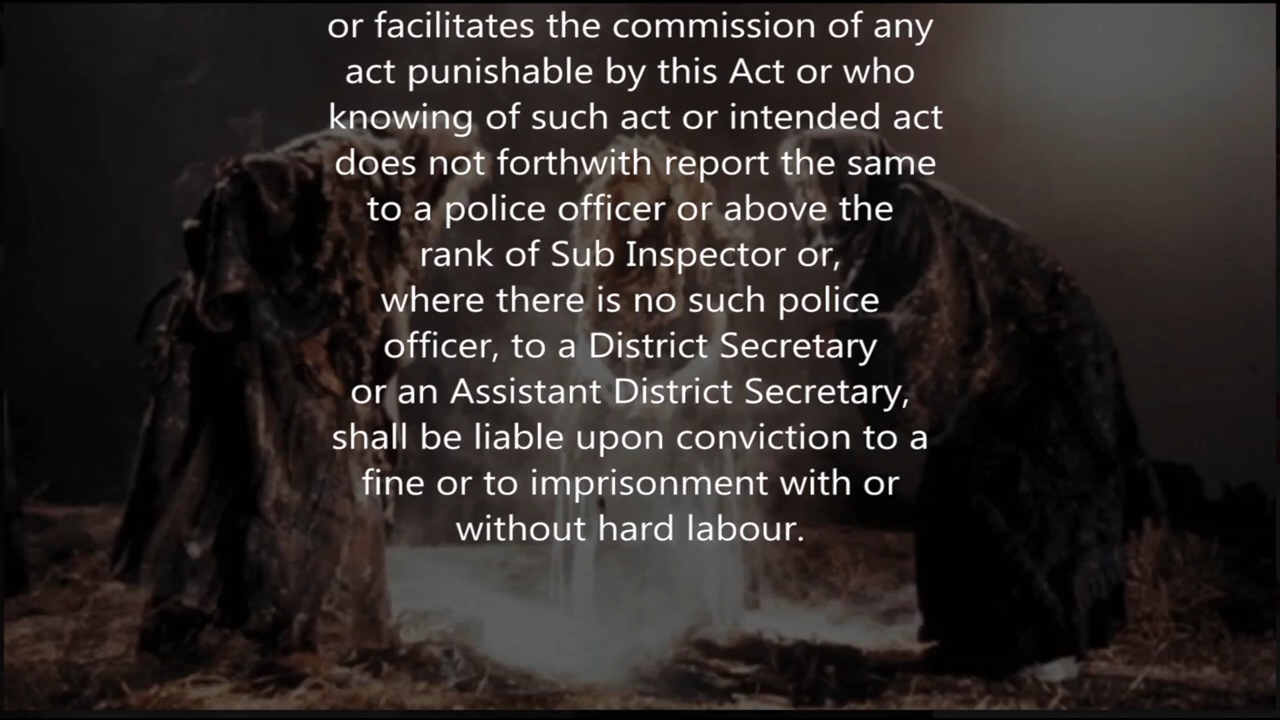 or facilitates the commission of any
act punishable by this Act or who
knowing of such act or intended act
does not forthwith report the same
to a police officer or above the
rank of Sub Inspector or,
where there is no such police
officer, to a District Secretary
or an Assistant District Secretary,
shall be liable upon conviction to a
fine or to imprisonment with or
without hard labour.